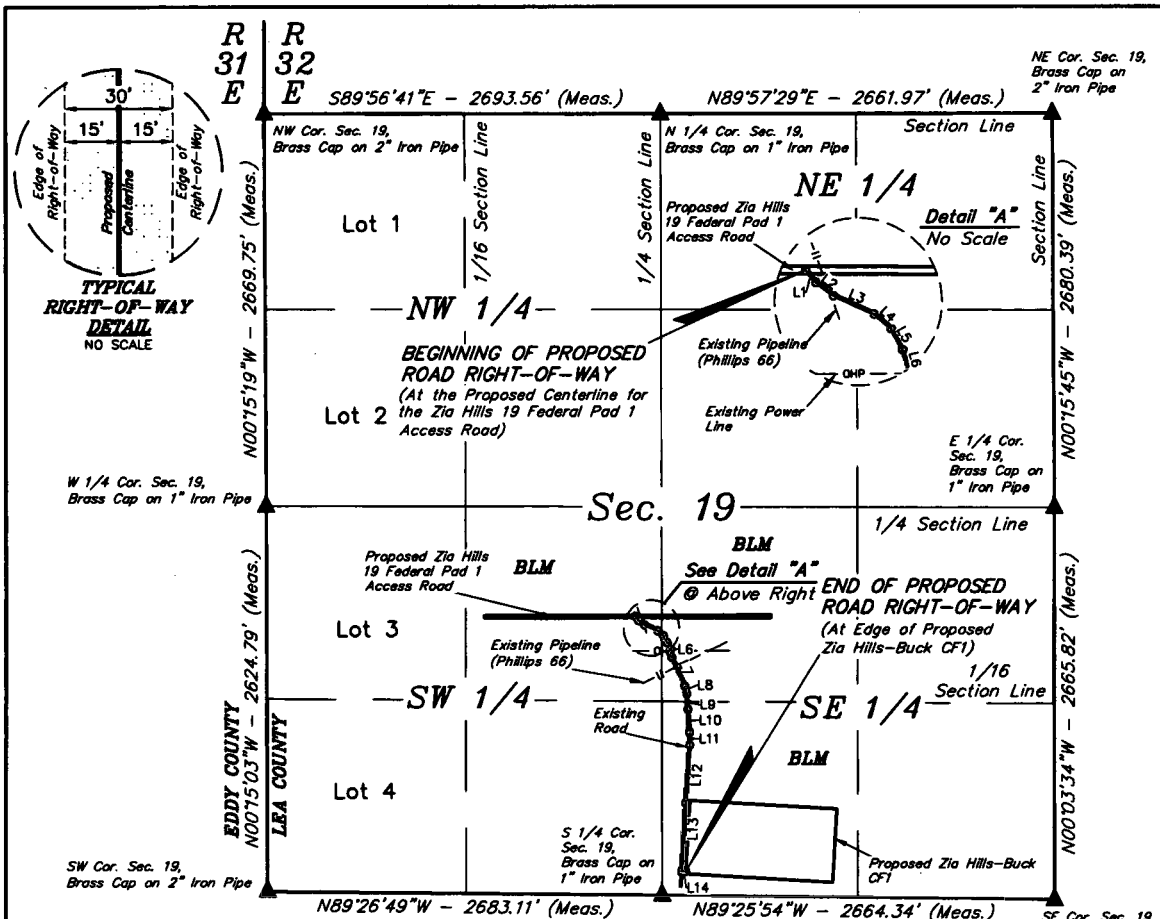 R
31
E
R
32
E
NE Cor. Sec. 19,
Brass Cap on
2" Iron Pipe
S89°56'41"E - 2693.56' (Meas.)
N89°57'29"E - 2661.97' (Meas.)
30'
15'
15'
Edge of
Right-of-Way
Proposed
Centerline
Edge of
Right-of-Way
TYPICAL
RIGHT-OF-WAY
DETAIL
NO SCALE
NW Cor. Sec. 19,
Brass Cap on 2" Iron Pipe
N 1/4 Cor. Sec. 19,
Brass Cap on 1" Iron Pipe
Section Line
N00°15'19"W - 2669.75' (Meas.)
Lot 1
1/16 Section Line
1/4 Section Line
NE 1/4
Section Line
N00°15'45"W - 2680.39' (Meas.)
Proposed Zia Hills
19 Federal Pad 1
Access Road
Detail "A"
No Scale
L1
L2
L3
L4
L5
L6
NW 1/4
Existing Pipeline
(Phillips 66)
OHP
Existing Power
Line
BEGINNING OF PROPOSED
ROAD RIGHT-OF-WAY
(At the Proposed Centerline for
the Zia Hills 19 Federal Pad 1
Access Road)
Lot 2
E 1/4 Cor.
Sec. 19,
Brass Cap on
1" Iron Pipe
W 1/4 Cor. Sec. 19,
Brass Cap on 1" Iron Pipe
Sec. 19
1/4 Section Line
Proposed Zia Hills
19 Federal Pad 1
Access Road
BLM
BLM
See Detail "A"
@ Above Right
END OF PROPOSED
ROAD RIGHT-OF-WAY
(At Edge of Proposed
Zia Hills-Buck CF1)
N00°15'03"W - 2624.79' (Meas.)
Lot 3
Existing Pipeline
(Phillips 66)
L6
L7
L8
1/16
Section Line
N00°03'34"W - 2665.82' (Meas.)
SW 1/4
L9
SE 1/4
Existing
Road
L10
L11
BLM
EDDY COUNTY
LEA COUNTY
L12
Lot 4
L13
S 1/4 Cor.
Sec. 19,
Brass Cap on
1" Iron Pipe
Proposed Zia Hills-Buck
CF1
SW Cor. Sec. 19,
Brass Cap on 2" Iron Pipe
L14
N89°26'49"W - 2683.11' (Meas.)
N89°25'54"W - 2664.34' (Meas.)
SE Cor. Sec. 19